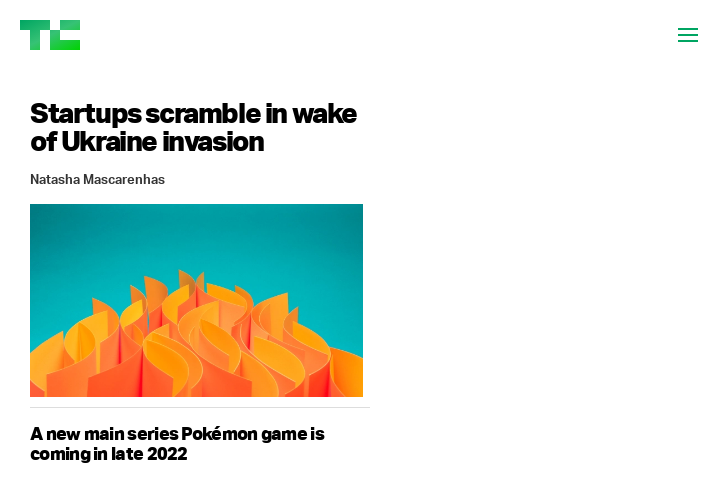 TC
Startups scramble in wake
of Ukraine invasion
Natasha Mascarenhas
A new main series Pokémon game is
coming in late 2022